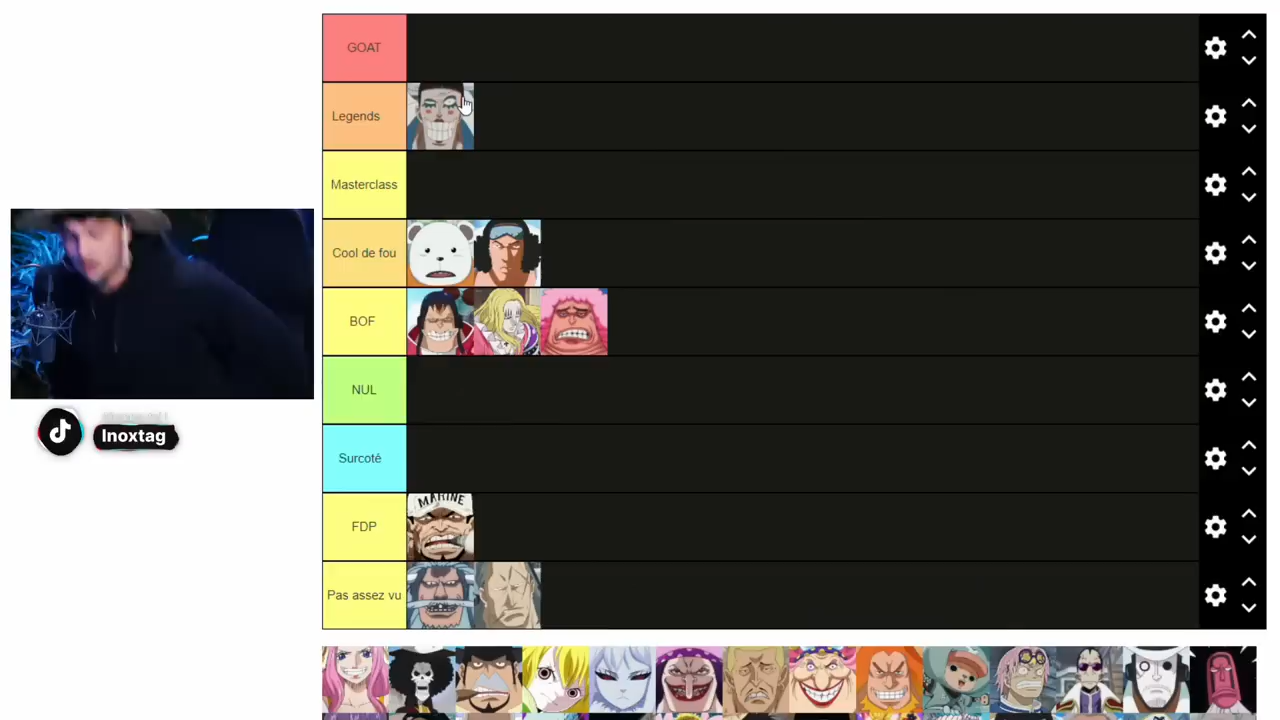 GOAT
Legends
Masterclass
Cool de fou
BOF
NUL
Surcoté
FDP
MARINE
Pas assez vu
Inoxtag